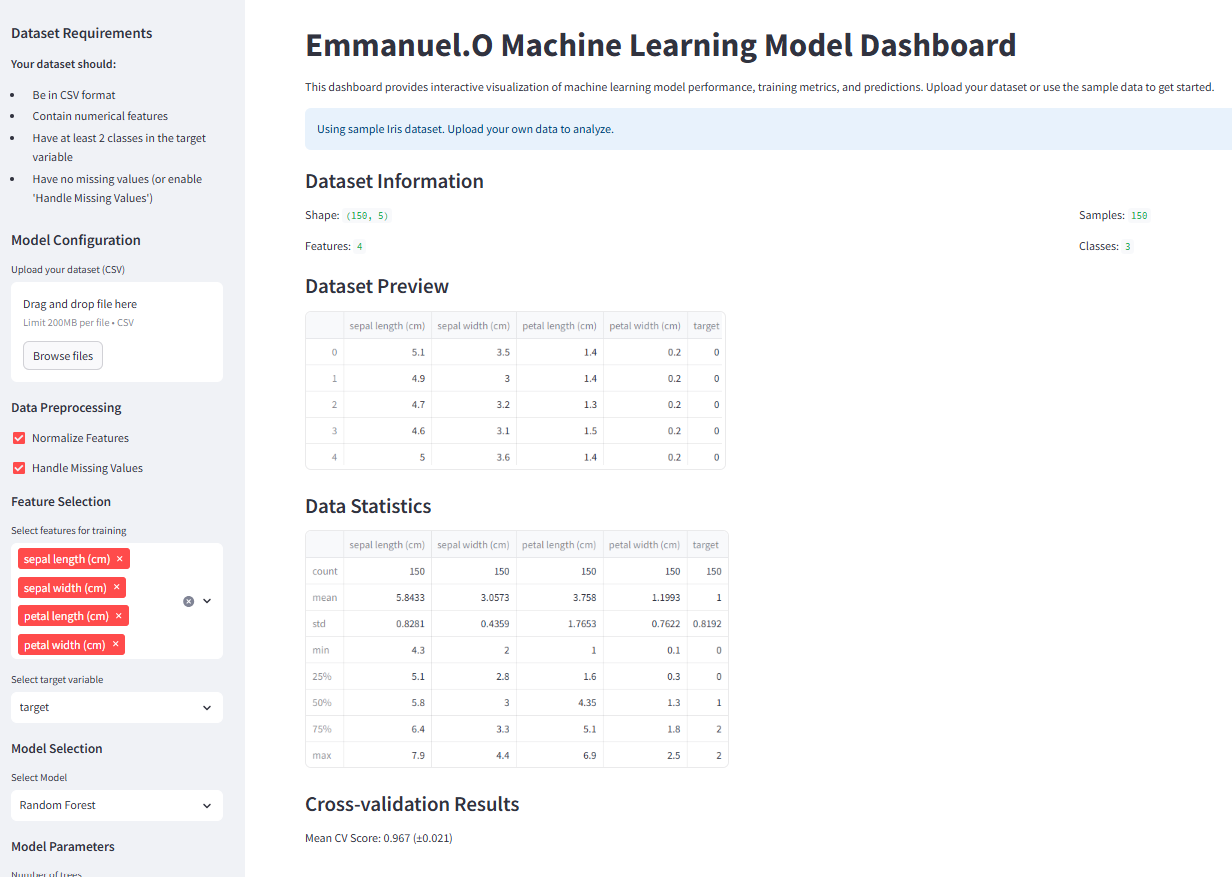 Dataset Requirements
Your dataset should:
Be in CSV format
Contain numerical features
Have at least 2 classes in the target
variable
Have no missing values (or enable
'Handle Missing Values')
Model Configuration
Upload your dataset (CSV)
Drag and drop file here
Limit 200MB per file • CSV
Browse files
Data Preprocessing
Normalize Features
Handle Missing Values
Feature Selection
Select features for training
sepal length (cm) ×
sepal width (cm) ×
petal length (cm) ×
petal width (cm) ×
Select target variable
target
Model Selection
Select Model
Random Forest
Model Parameters
Number of trees
Emmanuel.O Machine Learning Model Dashboard
This dashboard provides interactive visualization of machine learning model performance, training metrics, and predictions. Upload your dataset or use the sample data to get started.
Using sample Iris dataset. Upload your own data to analyze.
Dataset Information
Shape: (150, 5) Samples: 150
Features: 4 Classes: 3
Dataset Preview
sepal length (cm) sepal width (cm) petal length (cm) petal width (cm) target
0 5.1 3.5 1.4 0.2 0
1 4.9 3 1.4 0.2 0
2 4.7 3.2 1.3 0.2 0
3 4.6 3.1 1.5 0.2 0
4 5 3.6 1.4 0.2 0
Data Statistics
sepal length (cm) sepal width (cm) petal length (cm) petal width (cm) target
count 150 150 150 150 150
mean 5.8433 3.0573 3.758 1.1993 1
std 0.8281 0.4359 1.7653 0.7622 0.8192
min 4.3 2 1 0.1 0
25% 5.1 2.8 1.6 0.3 0
50% 5.8 3 4.35 1.3 1
75% 6.4 3.3 5.1 1.8 2
max 7.9 4.4 6.9 2.5 2
Cross-validation Results
Mean CV Score: 0.967 (±0.021)